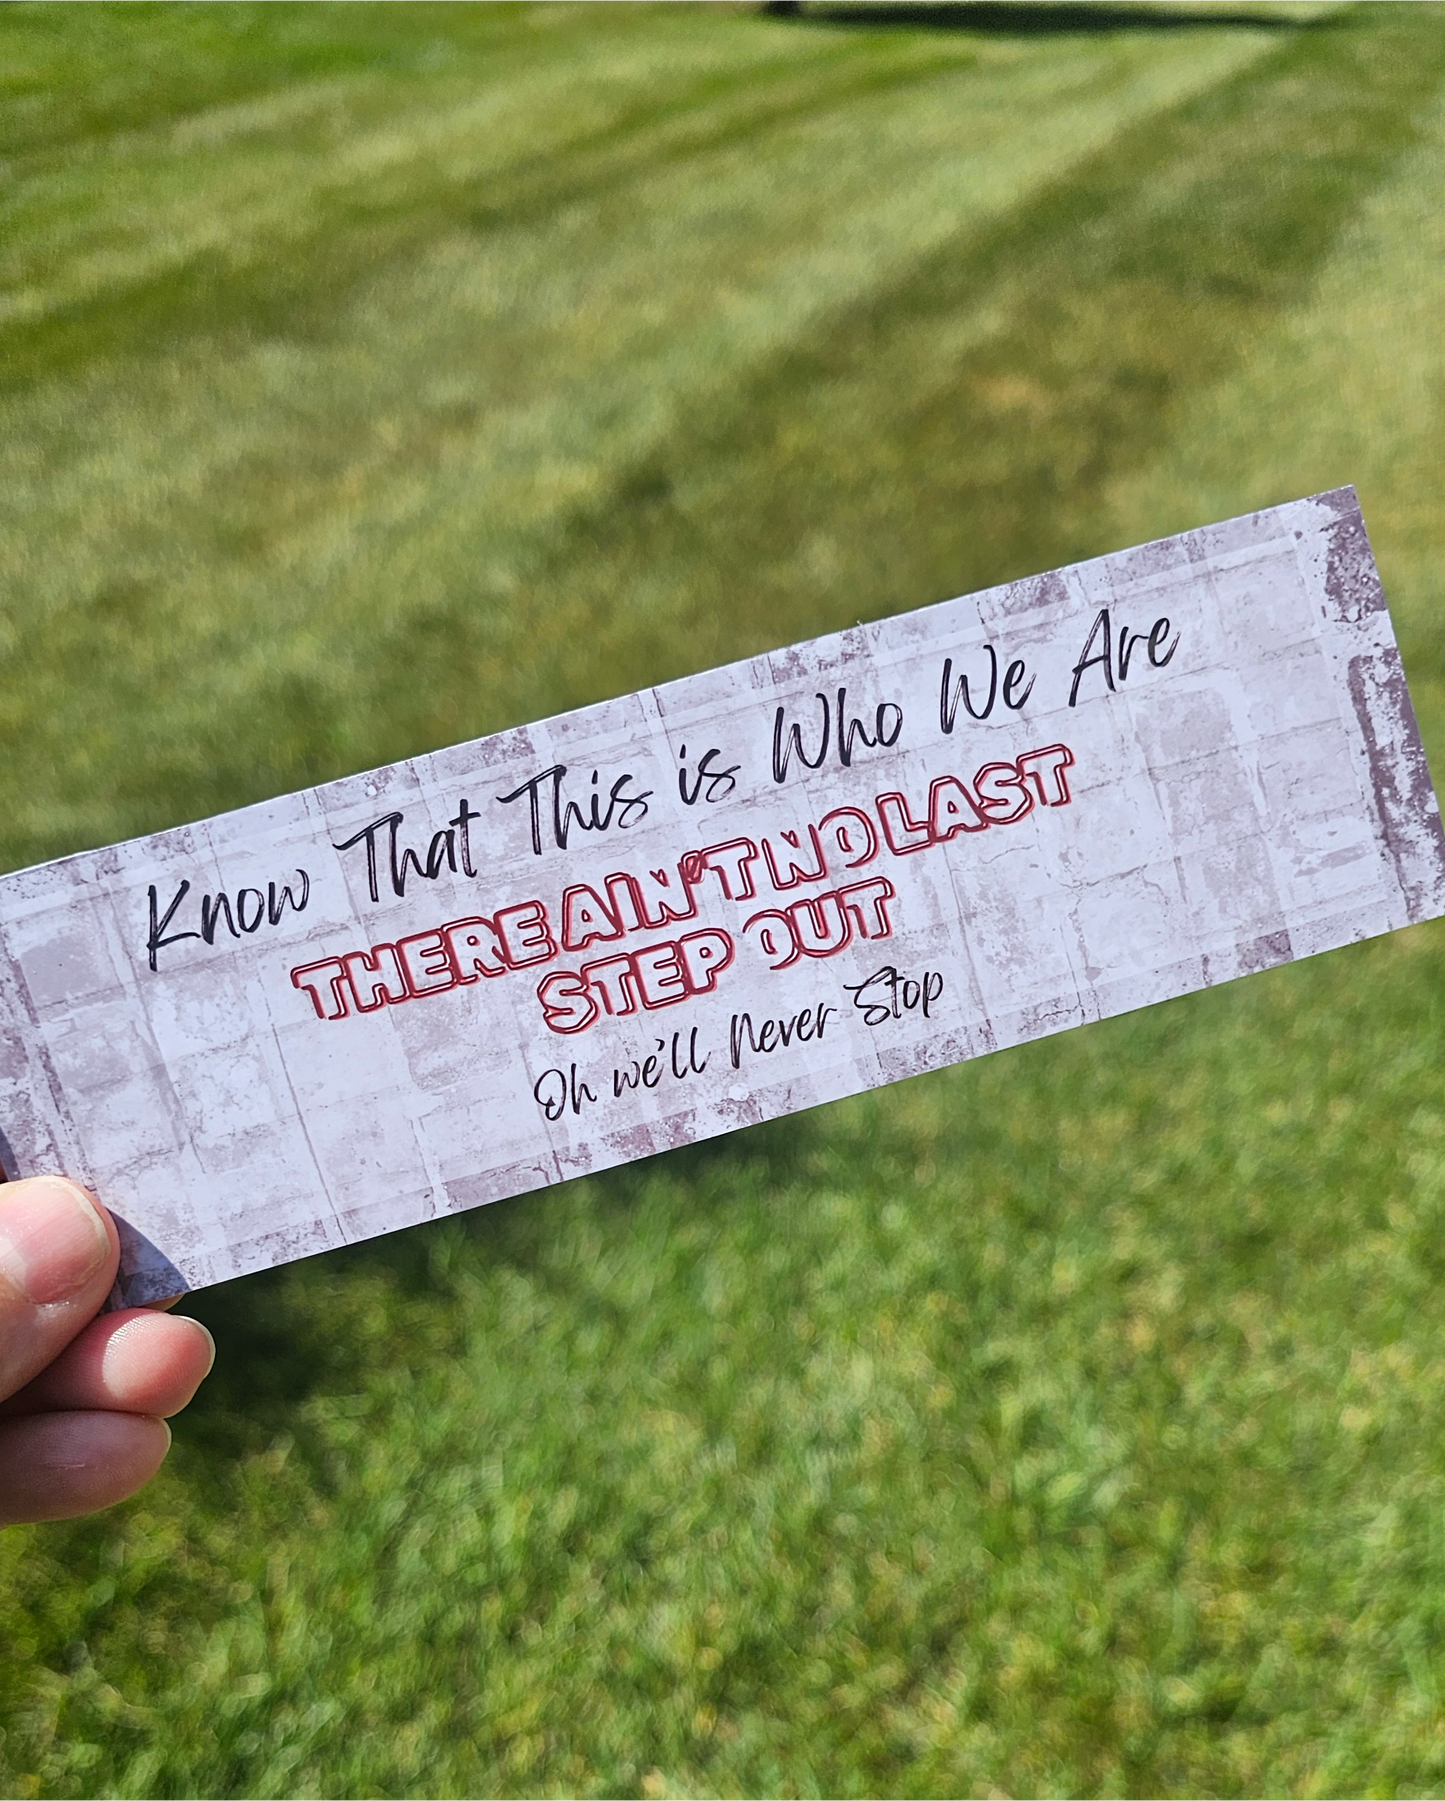 Know That This is Who We Are
THERE AIN'T NO LAST
STEP OUT
Oh we'll Never Stop